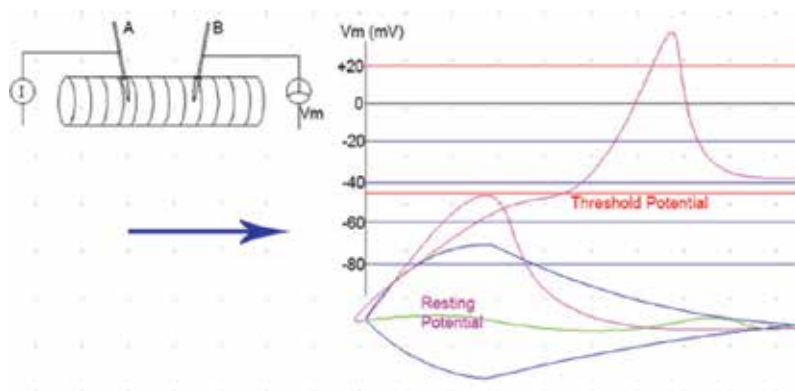 A
B
I
Vm
Vm (mV)
+20
0
-20
-40
Threshold Potential
-60
-80
Resting
Potential